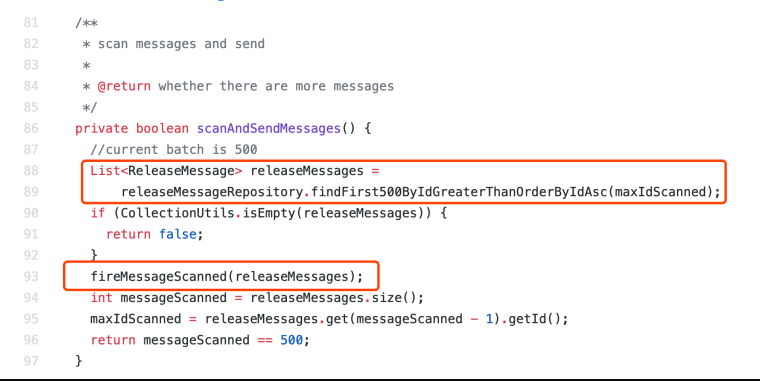 81 /**
82 * scan messages and send
83 *
84 * @return whether there are more messages
85 */
86 private boolean scanAndSendMessages() {
87 //current batch is 500
88 List<ReleaseMessage> releaseMessages =
89 releaseMessageRepository.findFirst500ByIdGreaterThanOrderByIdAsc(maxIdScanned);
90 if (CollectionUtils.isEmpty(releaseMessages)) {
91 return false;
92 }
93 fireMessageScanned(releaseMessages);
94 int messageScanned = releaseMessages.size();
95 maxIdScanned = releaseMessages.get(messageScanned - 1).getId();
96 return messageScanned == 500;
97 }